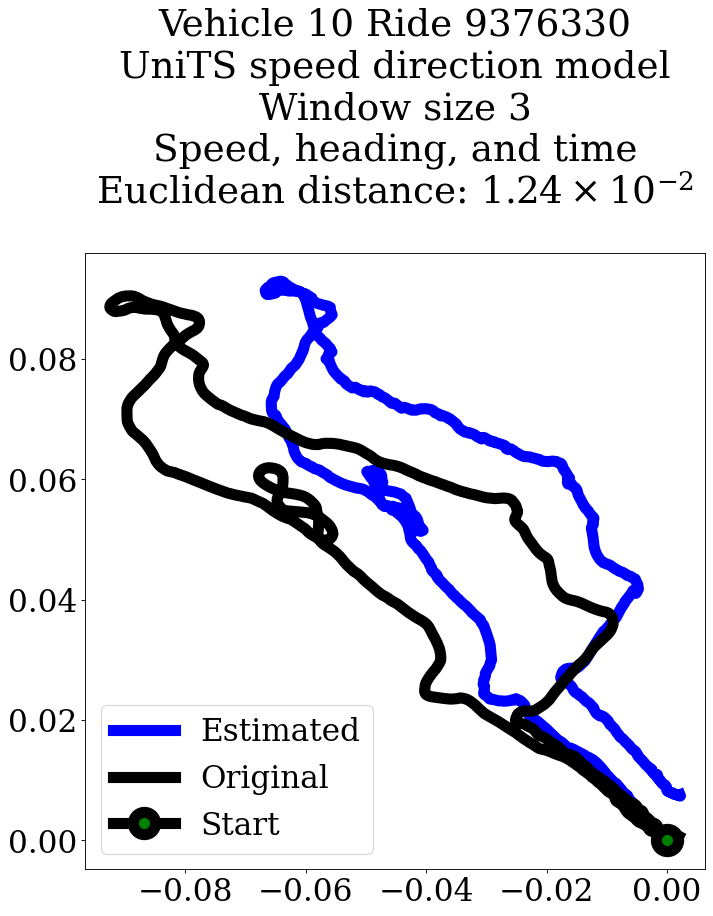 Vehicle 10 Ride 9376330
UniTS speed direction model
Window size 3
Speed, heading, and time
Euclidean distance: 1.24 × 10⁻²
0.08
0.06
0.04
0.02
0.00
Estimated
Original
Start
−0.08 −0.06 −0.04 −0.02 0.00